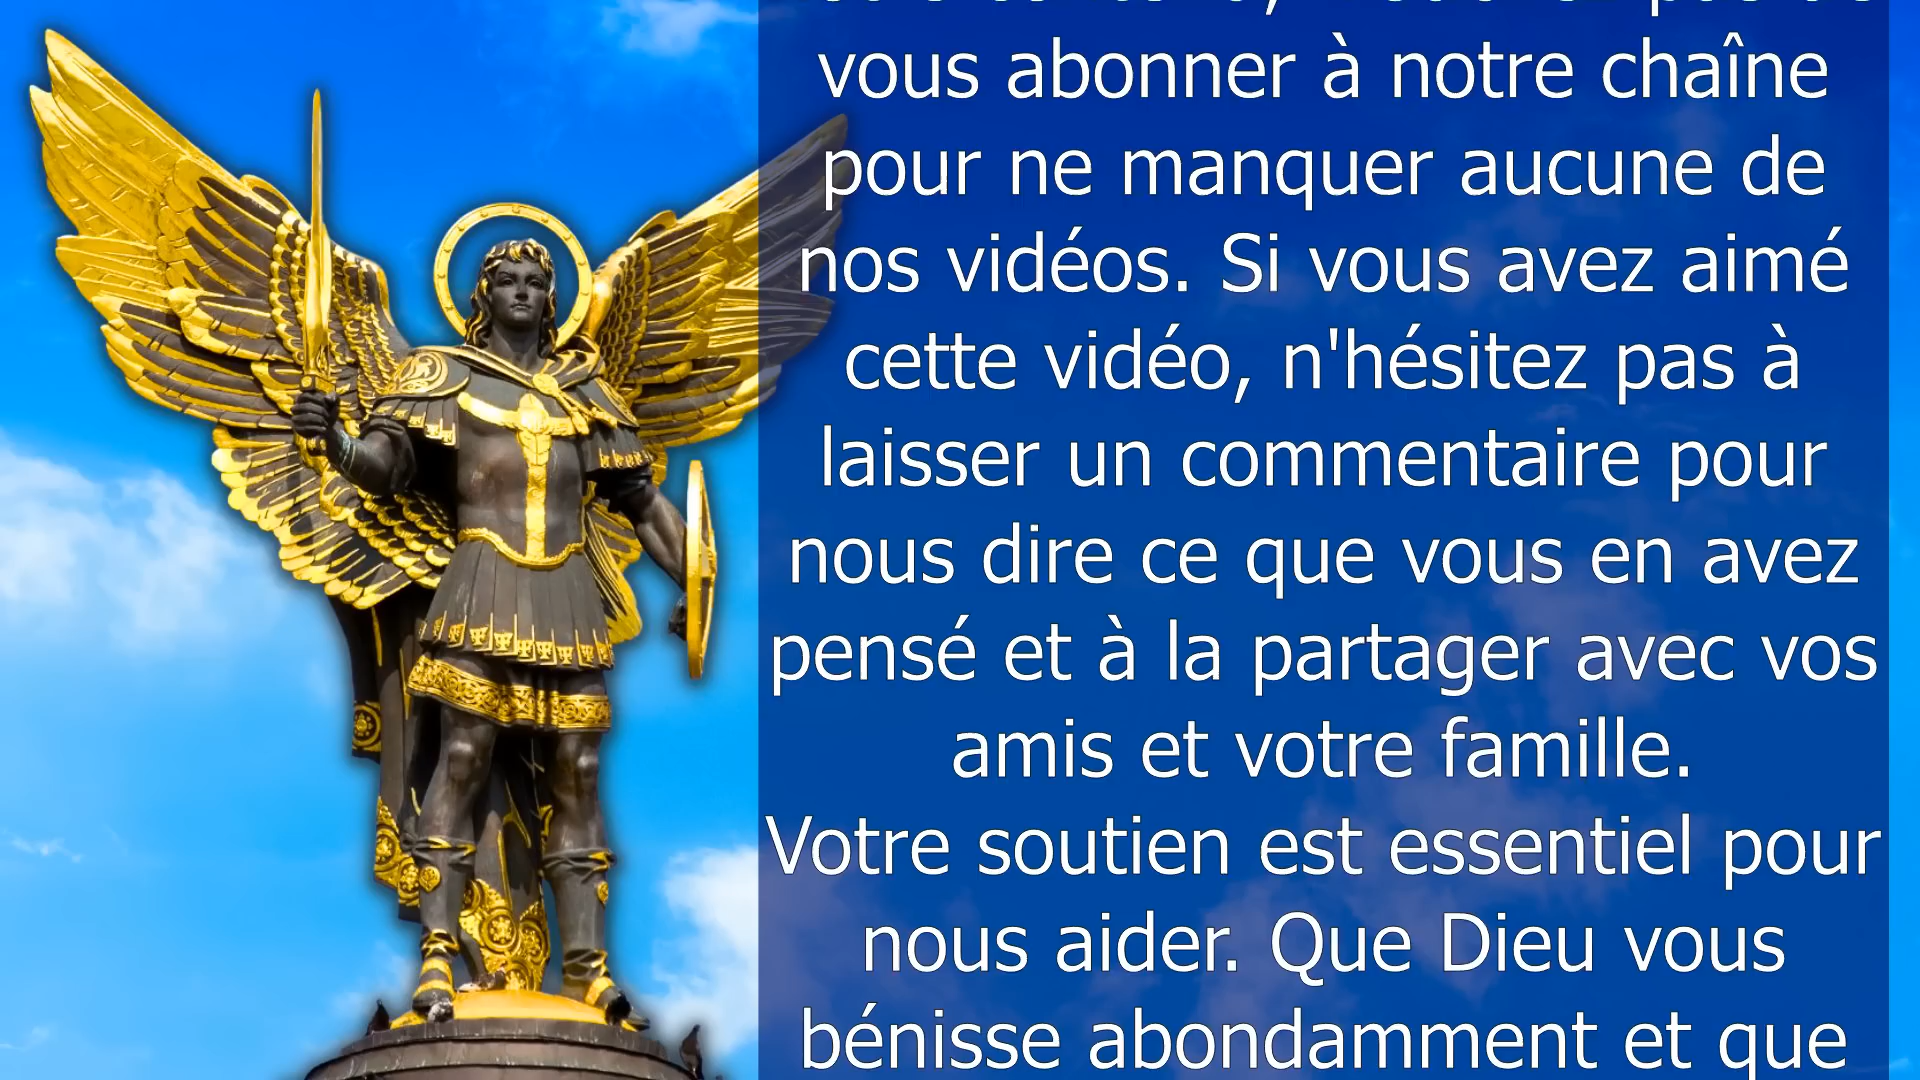 vous abonner à notre chaîne
pour ne manquer aucune de
nos vidéos. Si vous avez aimé
cette vidéo, n'hésitez pas à
laisser un commentaire pour
nous dire ce que vous en avez
pensé et à la partager avec vos
amis et votre famille.
Votre soutien est essentiel pour
nous aider. Que Dieu vous
bénisse abondamment et que